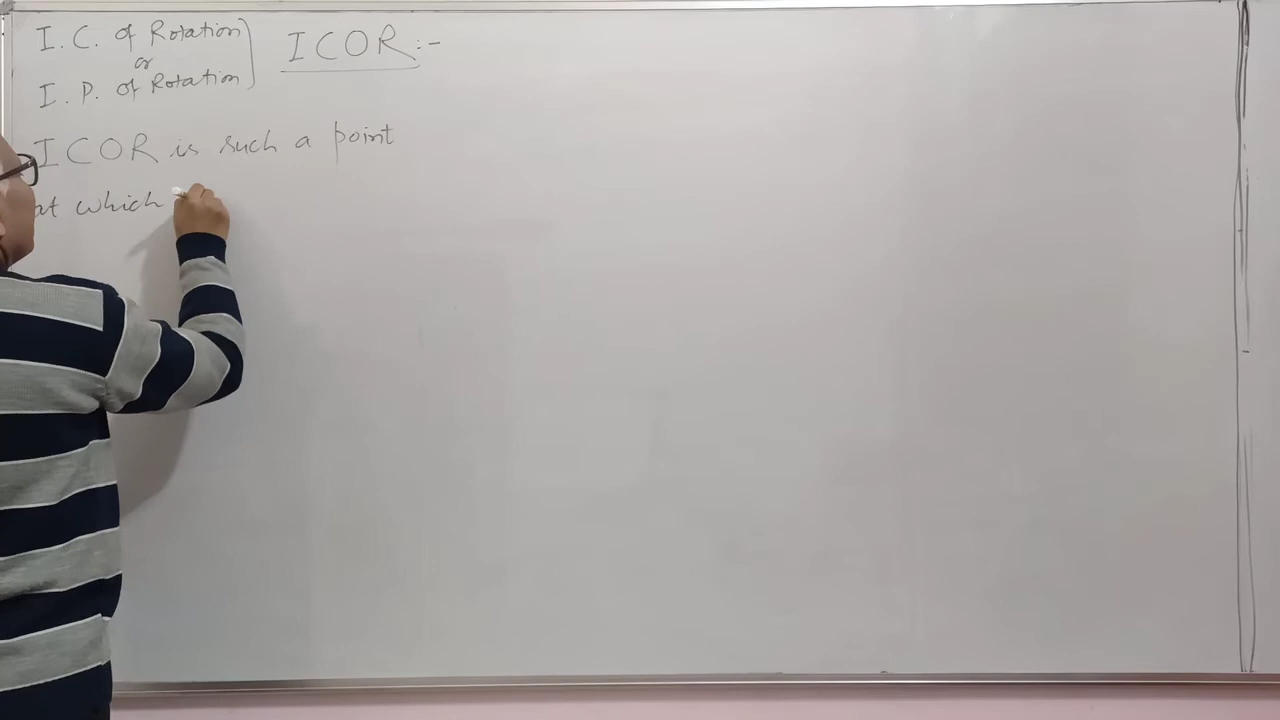 I. C. of Rotation
or
I. P. of Rotation
ICOR :-
ICOR is such a point
at which